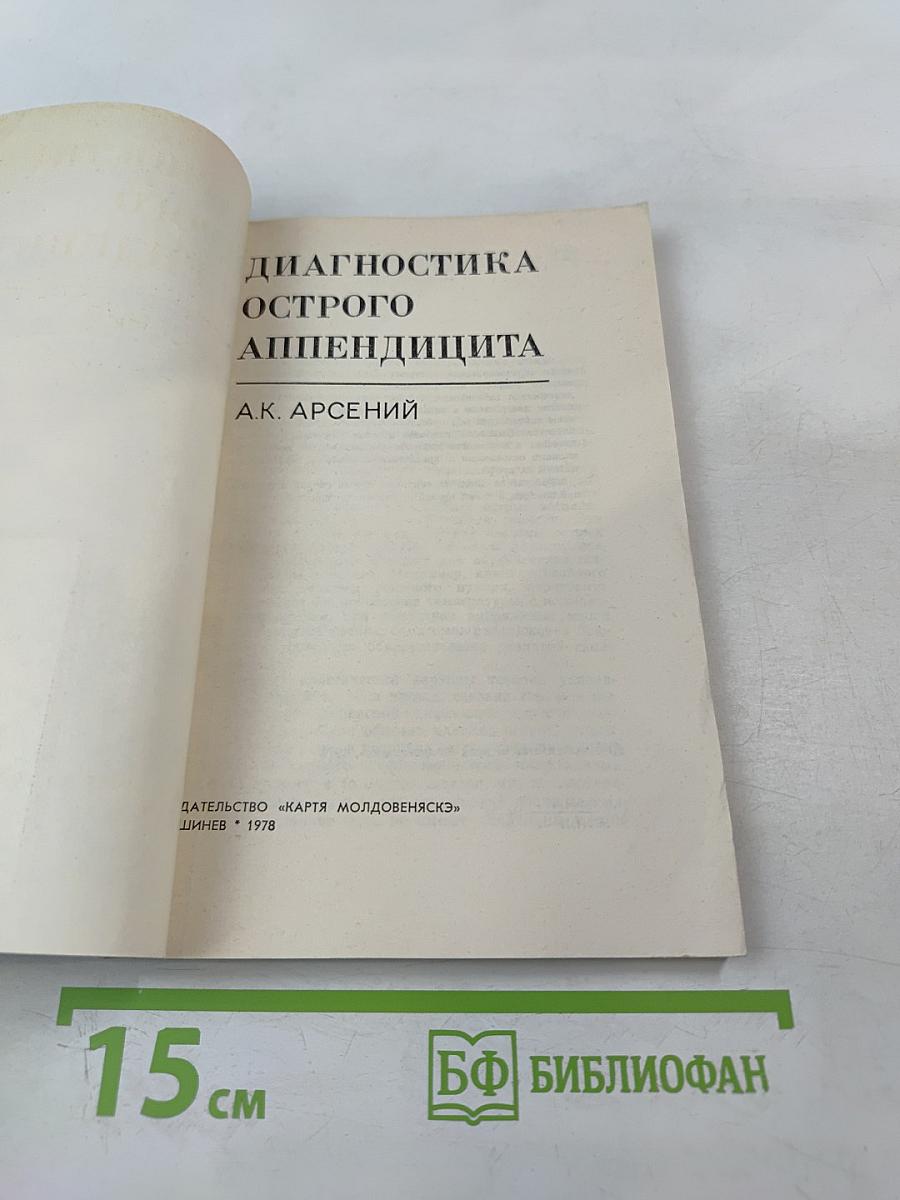 ДИАГНОСТИКА
ОСТРОГО
АППЕНДИЦИТА
А.К. АРСЕНИЙ
ДАТЕЛЬСТВО «КАРТЯ МОЛДОВЕНЯСКЭ»
ШИНЕВ * 1978
15 см
БФ БИБЛИОФАН